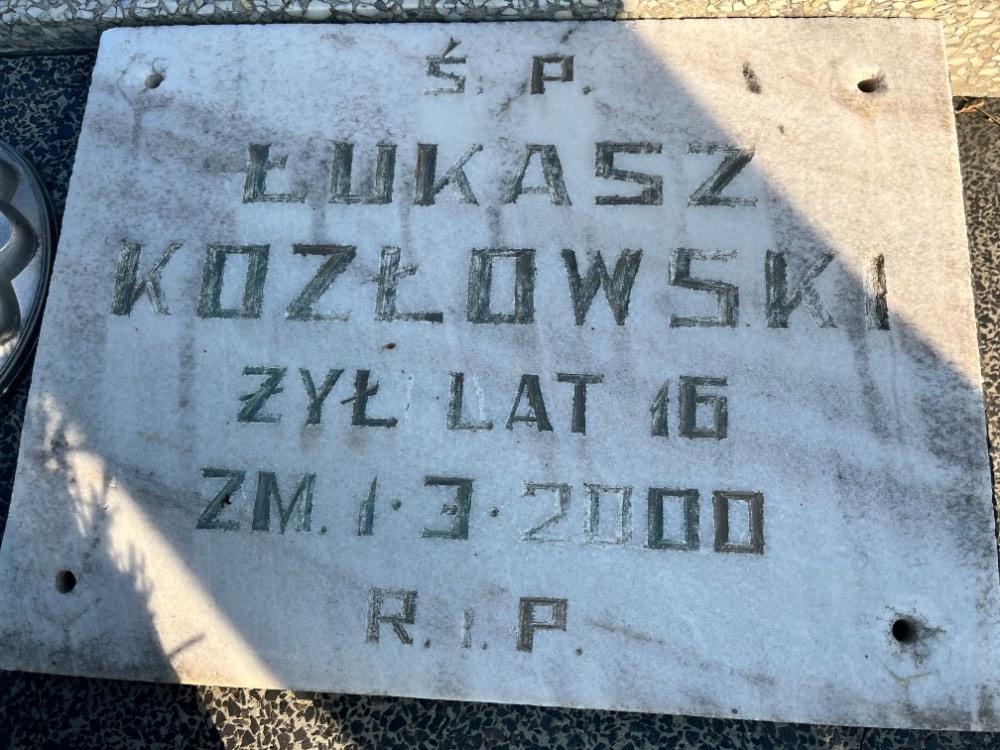 Ś. P.
ŁUKASZ
KOZŁOWSKI
ŻYŁ LAT 16
ZM. 1·3·2000
R.I.P.